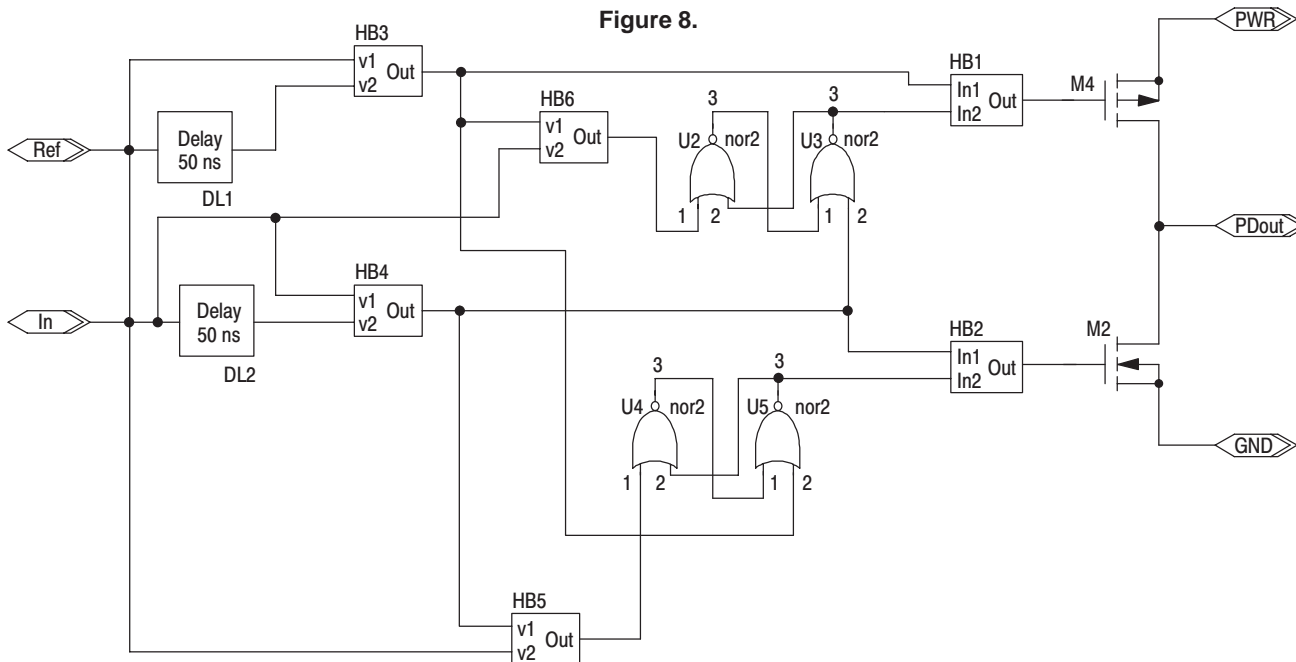 Figure 8.
PWR
HB3
v1
v2
Out
HB1
In1
In2
Out
M4
HB6
v1
v2
Out
3
U2
nor2
1
2
3
U3
nor2
1
2
Ref
Delay
50 ns
DL1
PDout
HB4
v1
v2
Out
In
Delay
50 ns
DL2
HB2
In1
In2
Out
M2
3
U4
nor2
1
2
3
U5
nor2
1
2
GND
HB5
v1
v2
Out